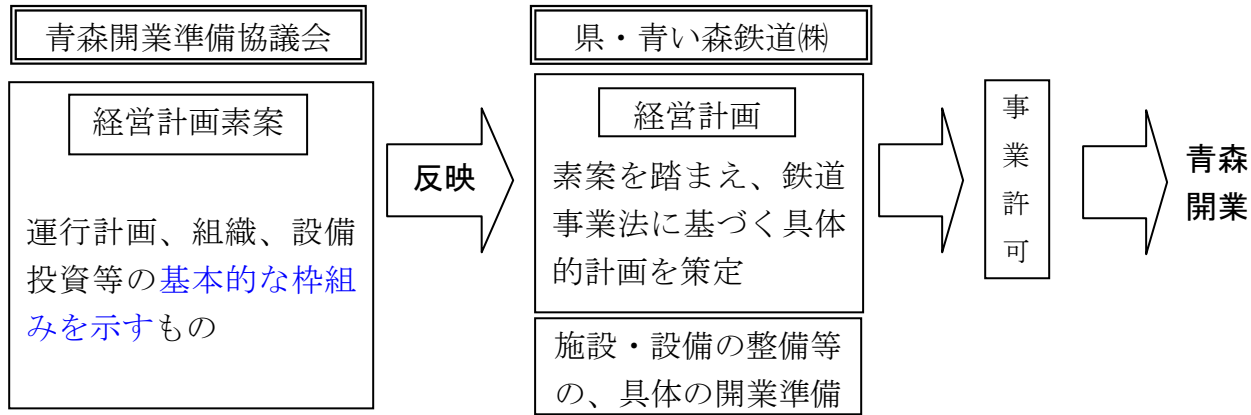 青森開業準備協議会
経営計画素案
運行計画、組織、設備
投資等の基本的な枠組
みを示すもの
反映
県・青い森鉄道㈱
経営計画
素案を踏まえ、鉄道
事業法に基づく具体
的計画を策定
施設・設備の整備等
の、具体の開業準備
事業許可
青森
開業